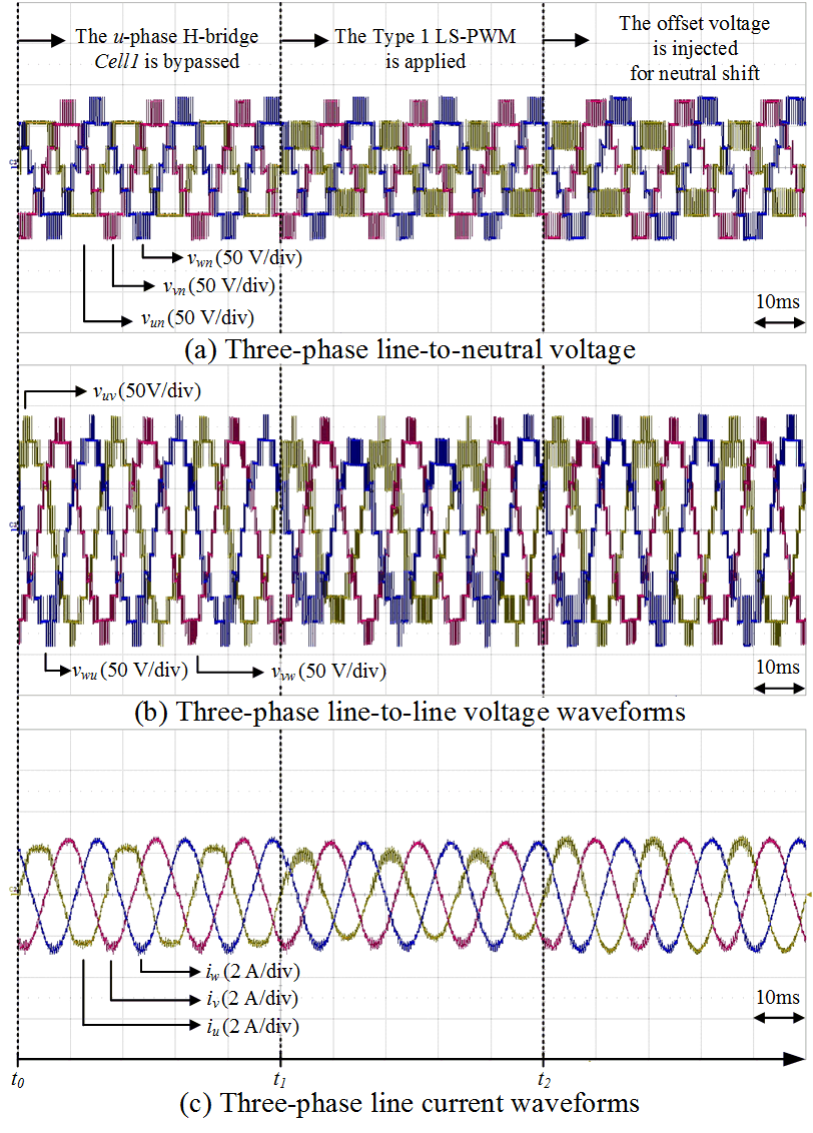 The u-phase H-bridge
Cell1 is bypassed
The Type 1 LS-PWM
is applied
The offset voltage
is injected
for neutral shift
vwn (50 V/div)
vvn (50 V/div)
vun (50 V/div)
10ms
(a) Three-phase line-to-neutral voltage
vuv (50V/div)
vwu (50 V/div)
vvw (50 V/div)
10ms
(b) Three-phase line-to-line voltage waveforms
iw (2 A/div)
iv (2 A/div)
iu (2 A/div)
10ms
t0
t1
t2
(c) Three-phase line current waveforms